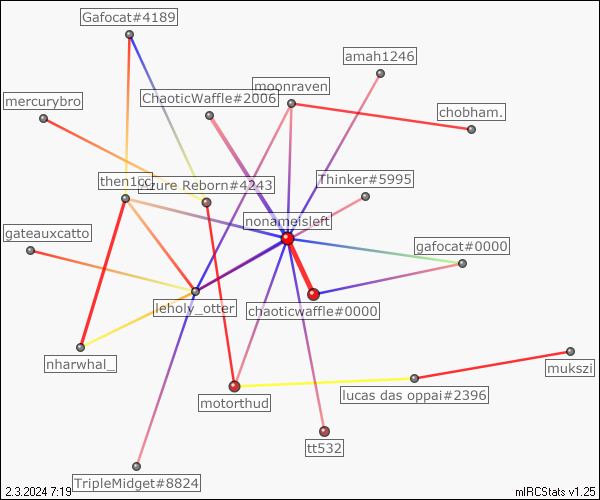 Gafocat#4189
amah1246
moonraven
mercurybro
ChaoticWaffle#2006
chobham.
then1cc
zure Reborn#4243
Thinker#5995
nonameisleft
gateauxcatto
gafocat#0000
leholy_otter
chaoticwaffle#0000
nharwhal_
mukszi
lucas das oppai#2396
motorthud
tt532
TripleMidget#8824
2.3.2024 7:19
mIRCStats v1.25